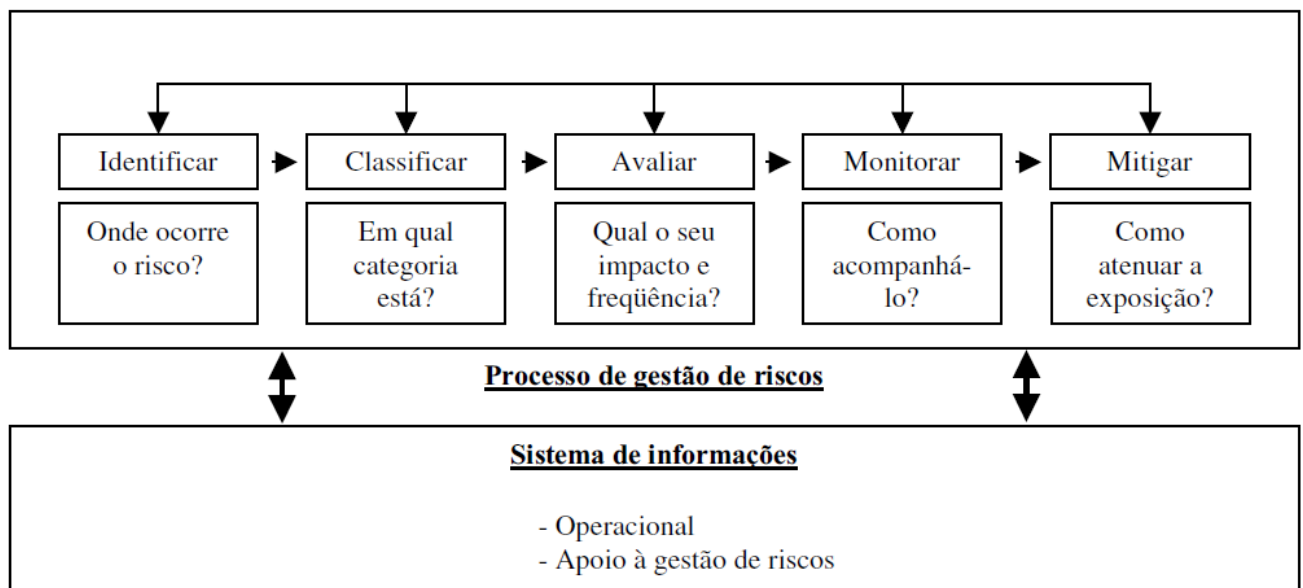 Identificar
Classificar
Avaliar
Monitorar
Mitigar
Onde ocorre
o risco?
Em qual
categoria
está?
Qual o seu
impacto e
freqüência?
Como
acompanhá-
lo?
Como
atenuar a
exposição?
Processo de gestão de riscos
Sistema de informações
- Operacional
- Apoio à gestão de riscos